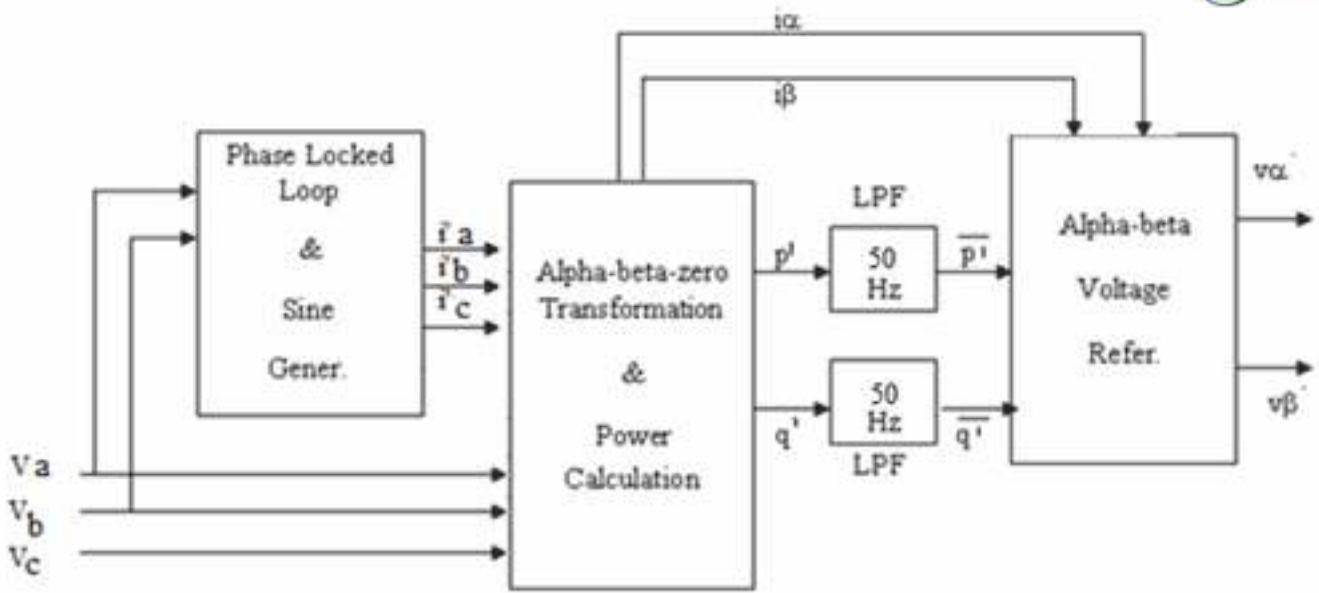 iα
iβ
Phase Locked
Loop
&
Sine
Gener.
i'a
i'b
i'c
Alpha-beta-zero
Transformation
&
Power
Calculation
p'
q'
LPF
50
Hz
50
Hz
LPF
p̅'̅
q̅'̅
Alpha-beta
Voltage
Refer.
vα'
vβ'
Va
Vb
Vc